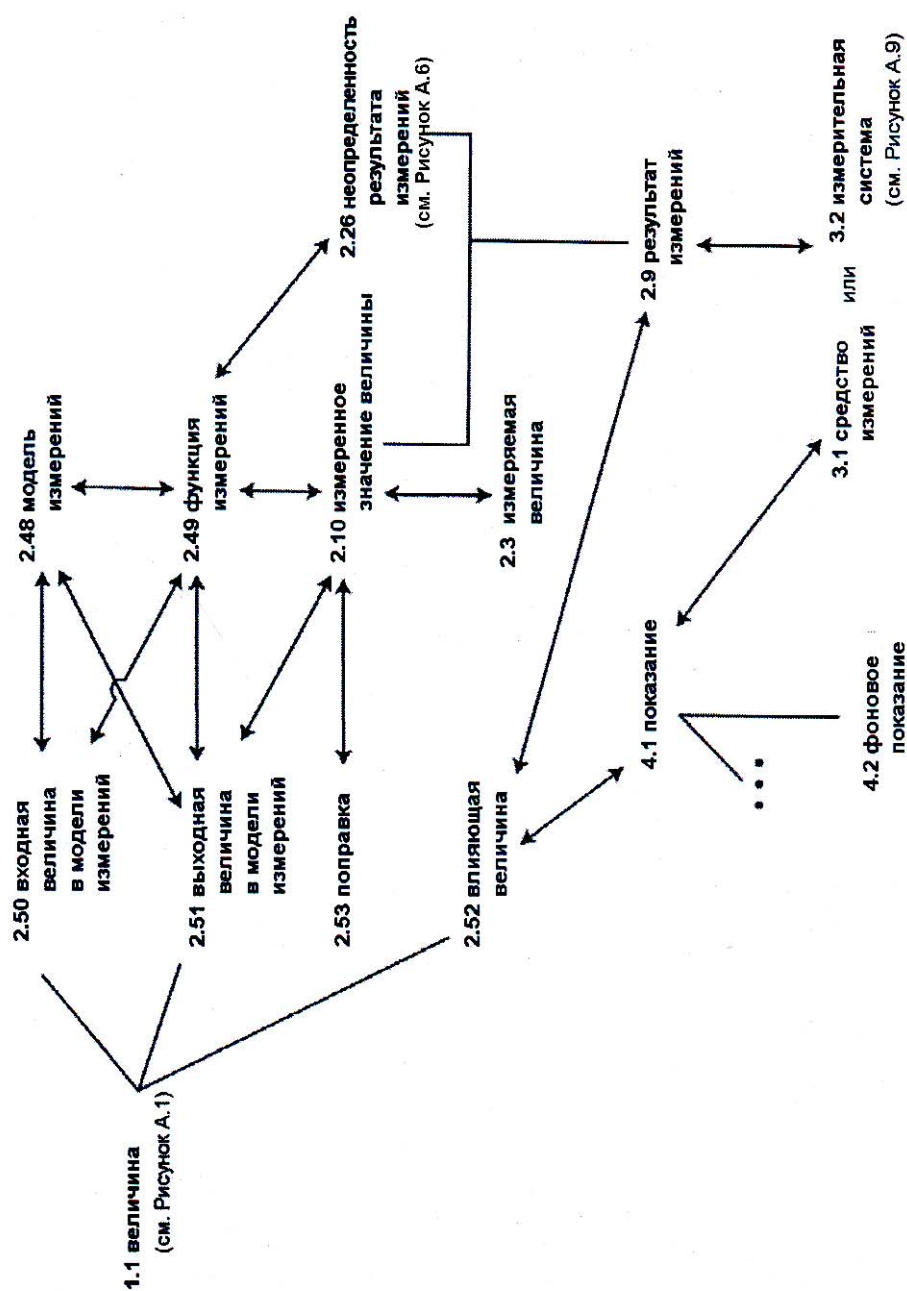 1.1 величина
(см. Рисунок А.1)
2.50 входная
величина
в модели
измерений
2.51 выходная
величина
в модели
измерений
2.53 поправка
2.52 влияющая
величина
2.48 модель
измерений
2.49 функция
измерений
2.10 измеренное
значение величины
2.3 измеряемая
величина
2.26 неопределенность
результата
измерений
(см. Рисунок А.6)
2.9 результат
измерений
4.1 показание
...
4.2 фоновое
показание
3.1 средство
измерений
или
3.2 измерительная
система
(см. Рисунок А.9)